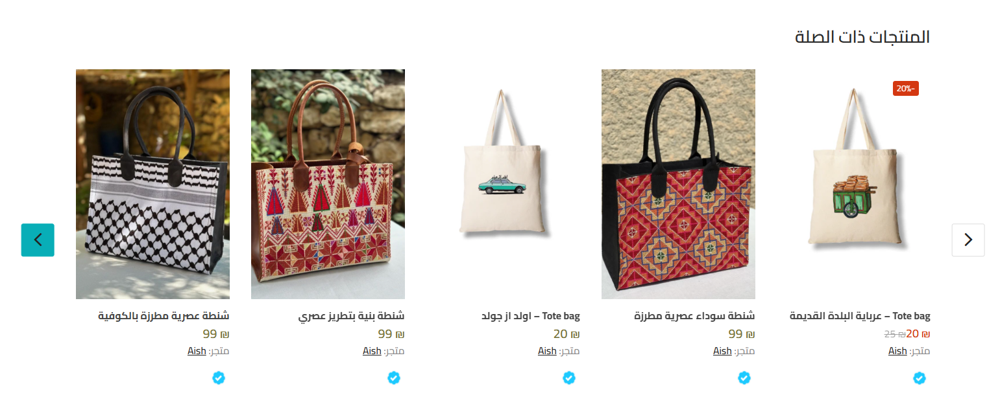 المنتجات ذات الصلة
-20%
Tote bag – عرباية البلدة القديمة
₪ 20 ₪ 25
متجر: Aish
شنطة سوداء عصرية مطرزة
₪ 99
متجر: Aish
Tote bag – اولد از جولد
₪ 20
متجر: Aish
شنطة بنية بتطريز عصري
₪ 99
متجر: Aish
شنطة عصرية مطرزة بالكوفية
₪ 99
متجر: Aish